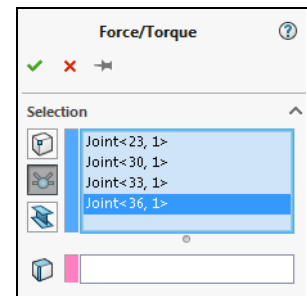 Force/Torque
Selection
Joint<23, 1>
Joint<30, 1>
Joint<33, 1>
Joint<36, 1>